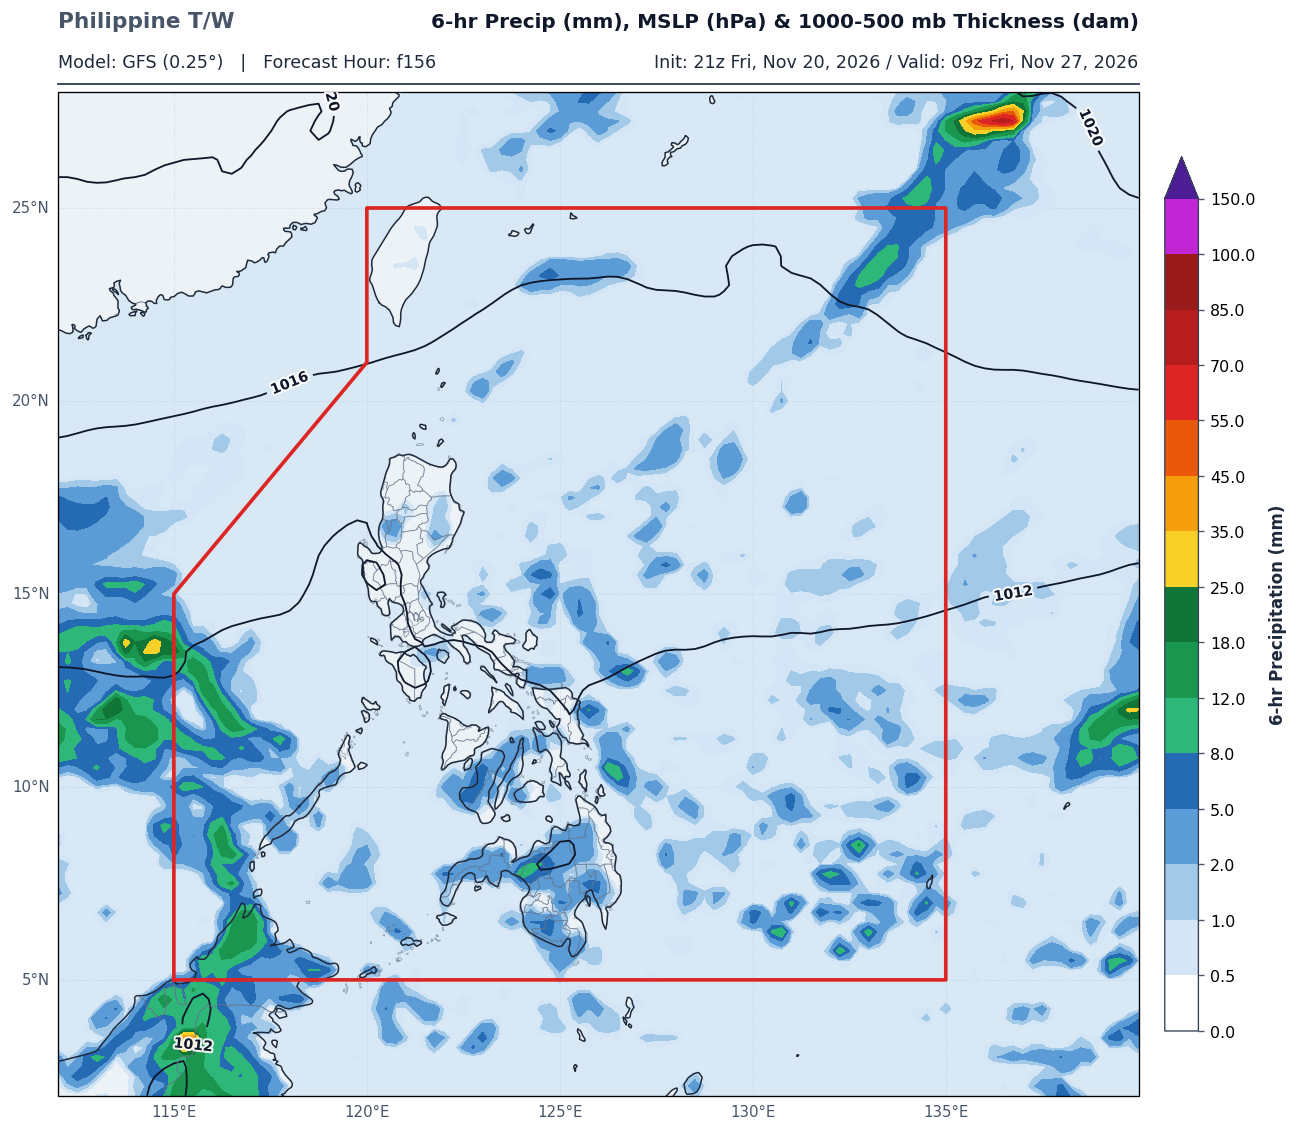 Philippine T/W
6-hr Precip (mm), MSLP (hPa) & 1000-500 mb Thickness (dam)
Model: GFS (0.25°) | Forecast Hour: f156
Init: 21z Fri, Nov 20, 2026 / Valid: 09z Fri, Nov 27, 2026
20
1020
1016
1012
1012
25°N
20°N
15°N
10°N
5°N
115°E
120°E
125°E
130°E
135°E
150.0
100.0
85.0
70.0
55.0
45.0
35.0
25.0
18.0
12.0
8.0
5.0
2.0
1.0
0.5
0.0
6-hr Precipitation (mm)